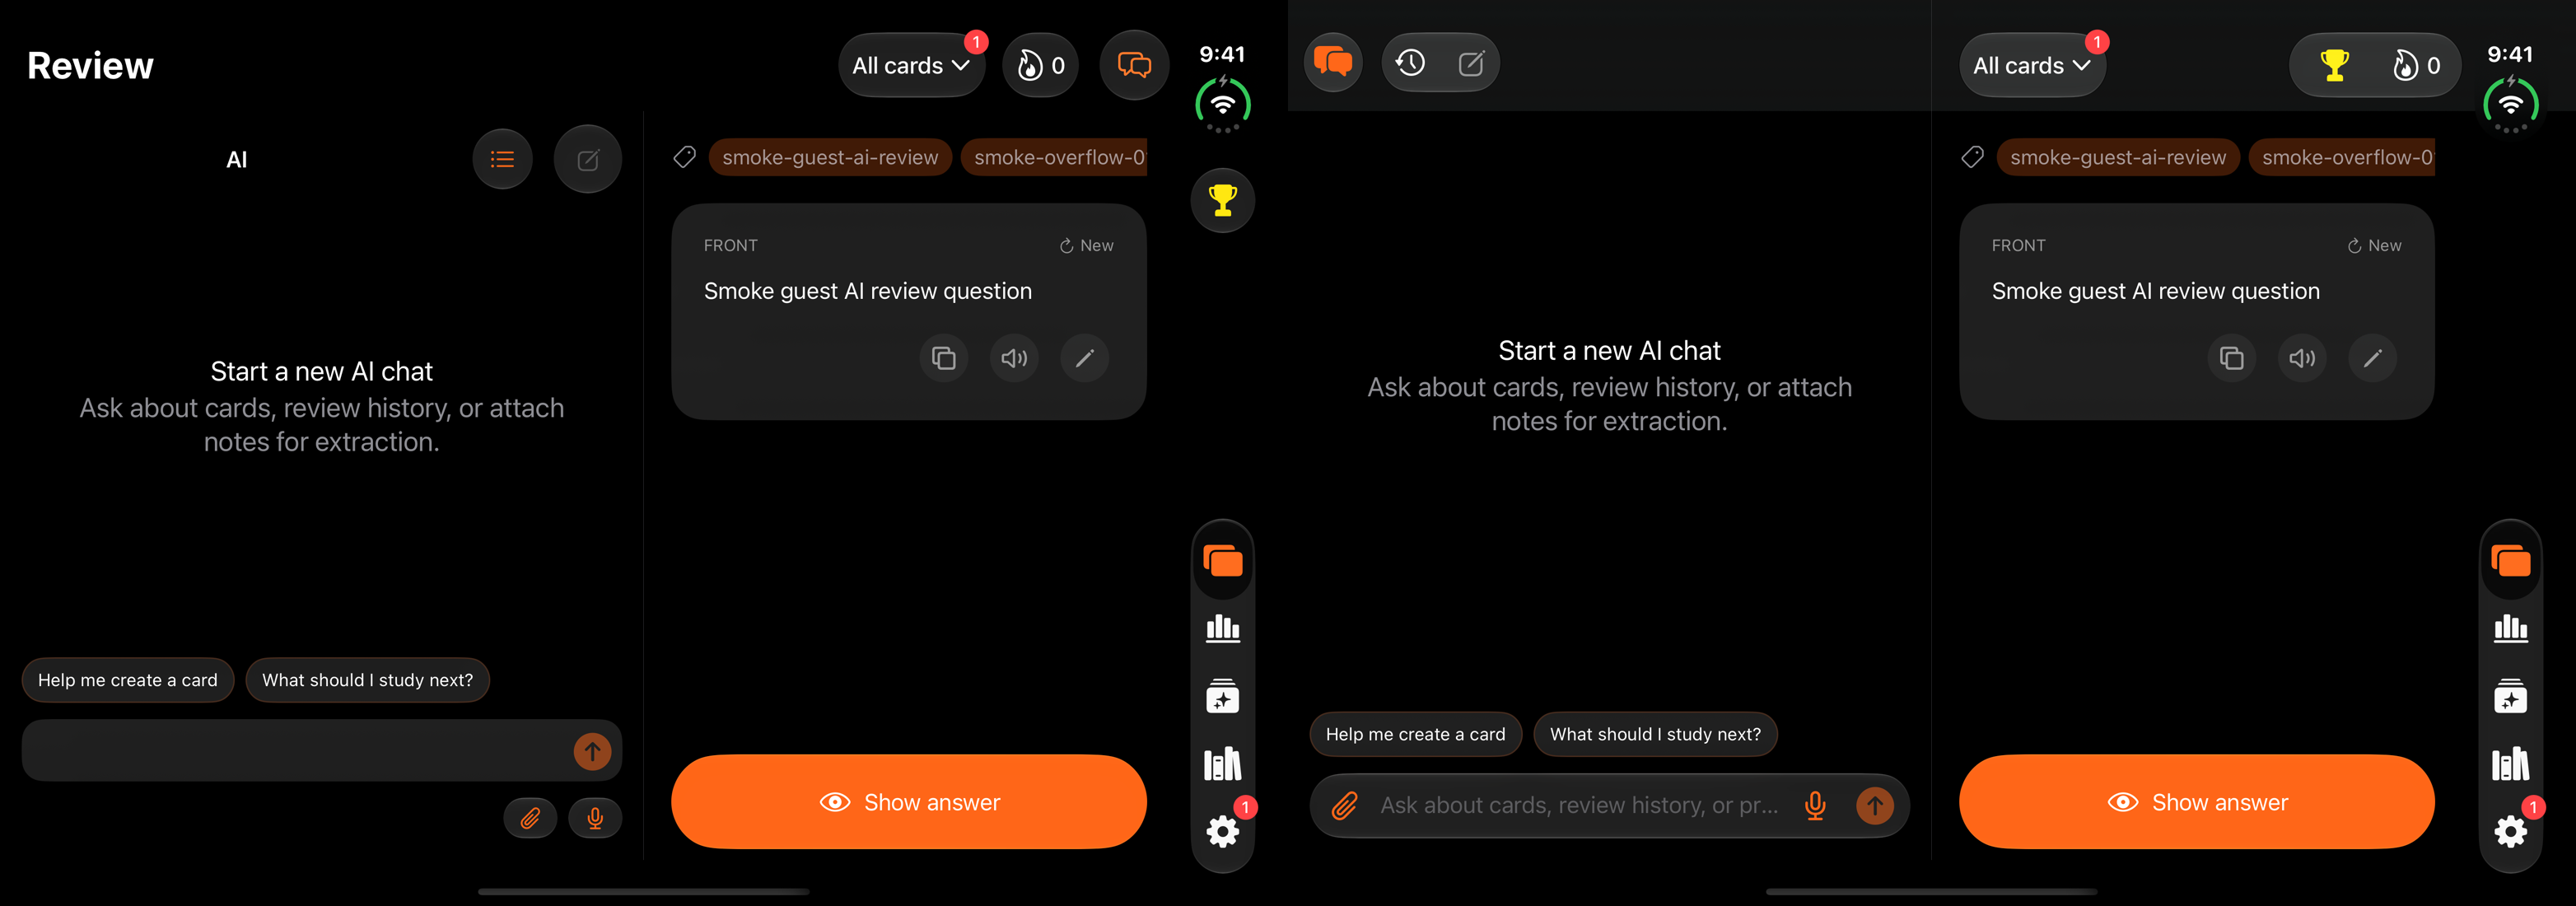 Review
All cards
1
0
9:41
AI
smoke-guest-ai-review
smoke-overflow-0
FRONT
New
Smoke guest AI review question
Start a new AI chat
Ask about cards, review history, or attach
notes for extraction.
Help me create a card
What should I study next?
Show answer
1
All cards
1
0
9:41
smoke-guest-ai-review
smoke-overflow-0
FRONT
New
Smoke guest AI review question
Start a new AI chat
Ask about cards, review history, or attach
notes for extraction.
Help me create a card
What should I study next?
Ask about cards, review history, or pr...
Show answer
1